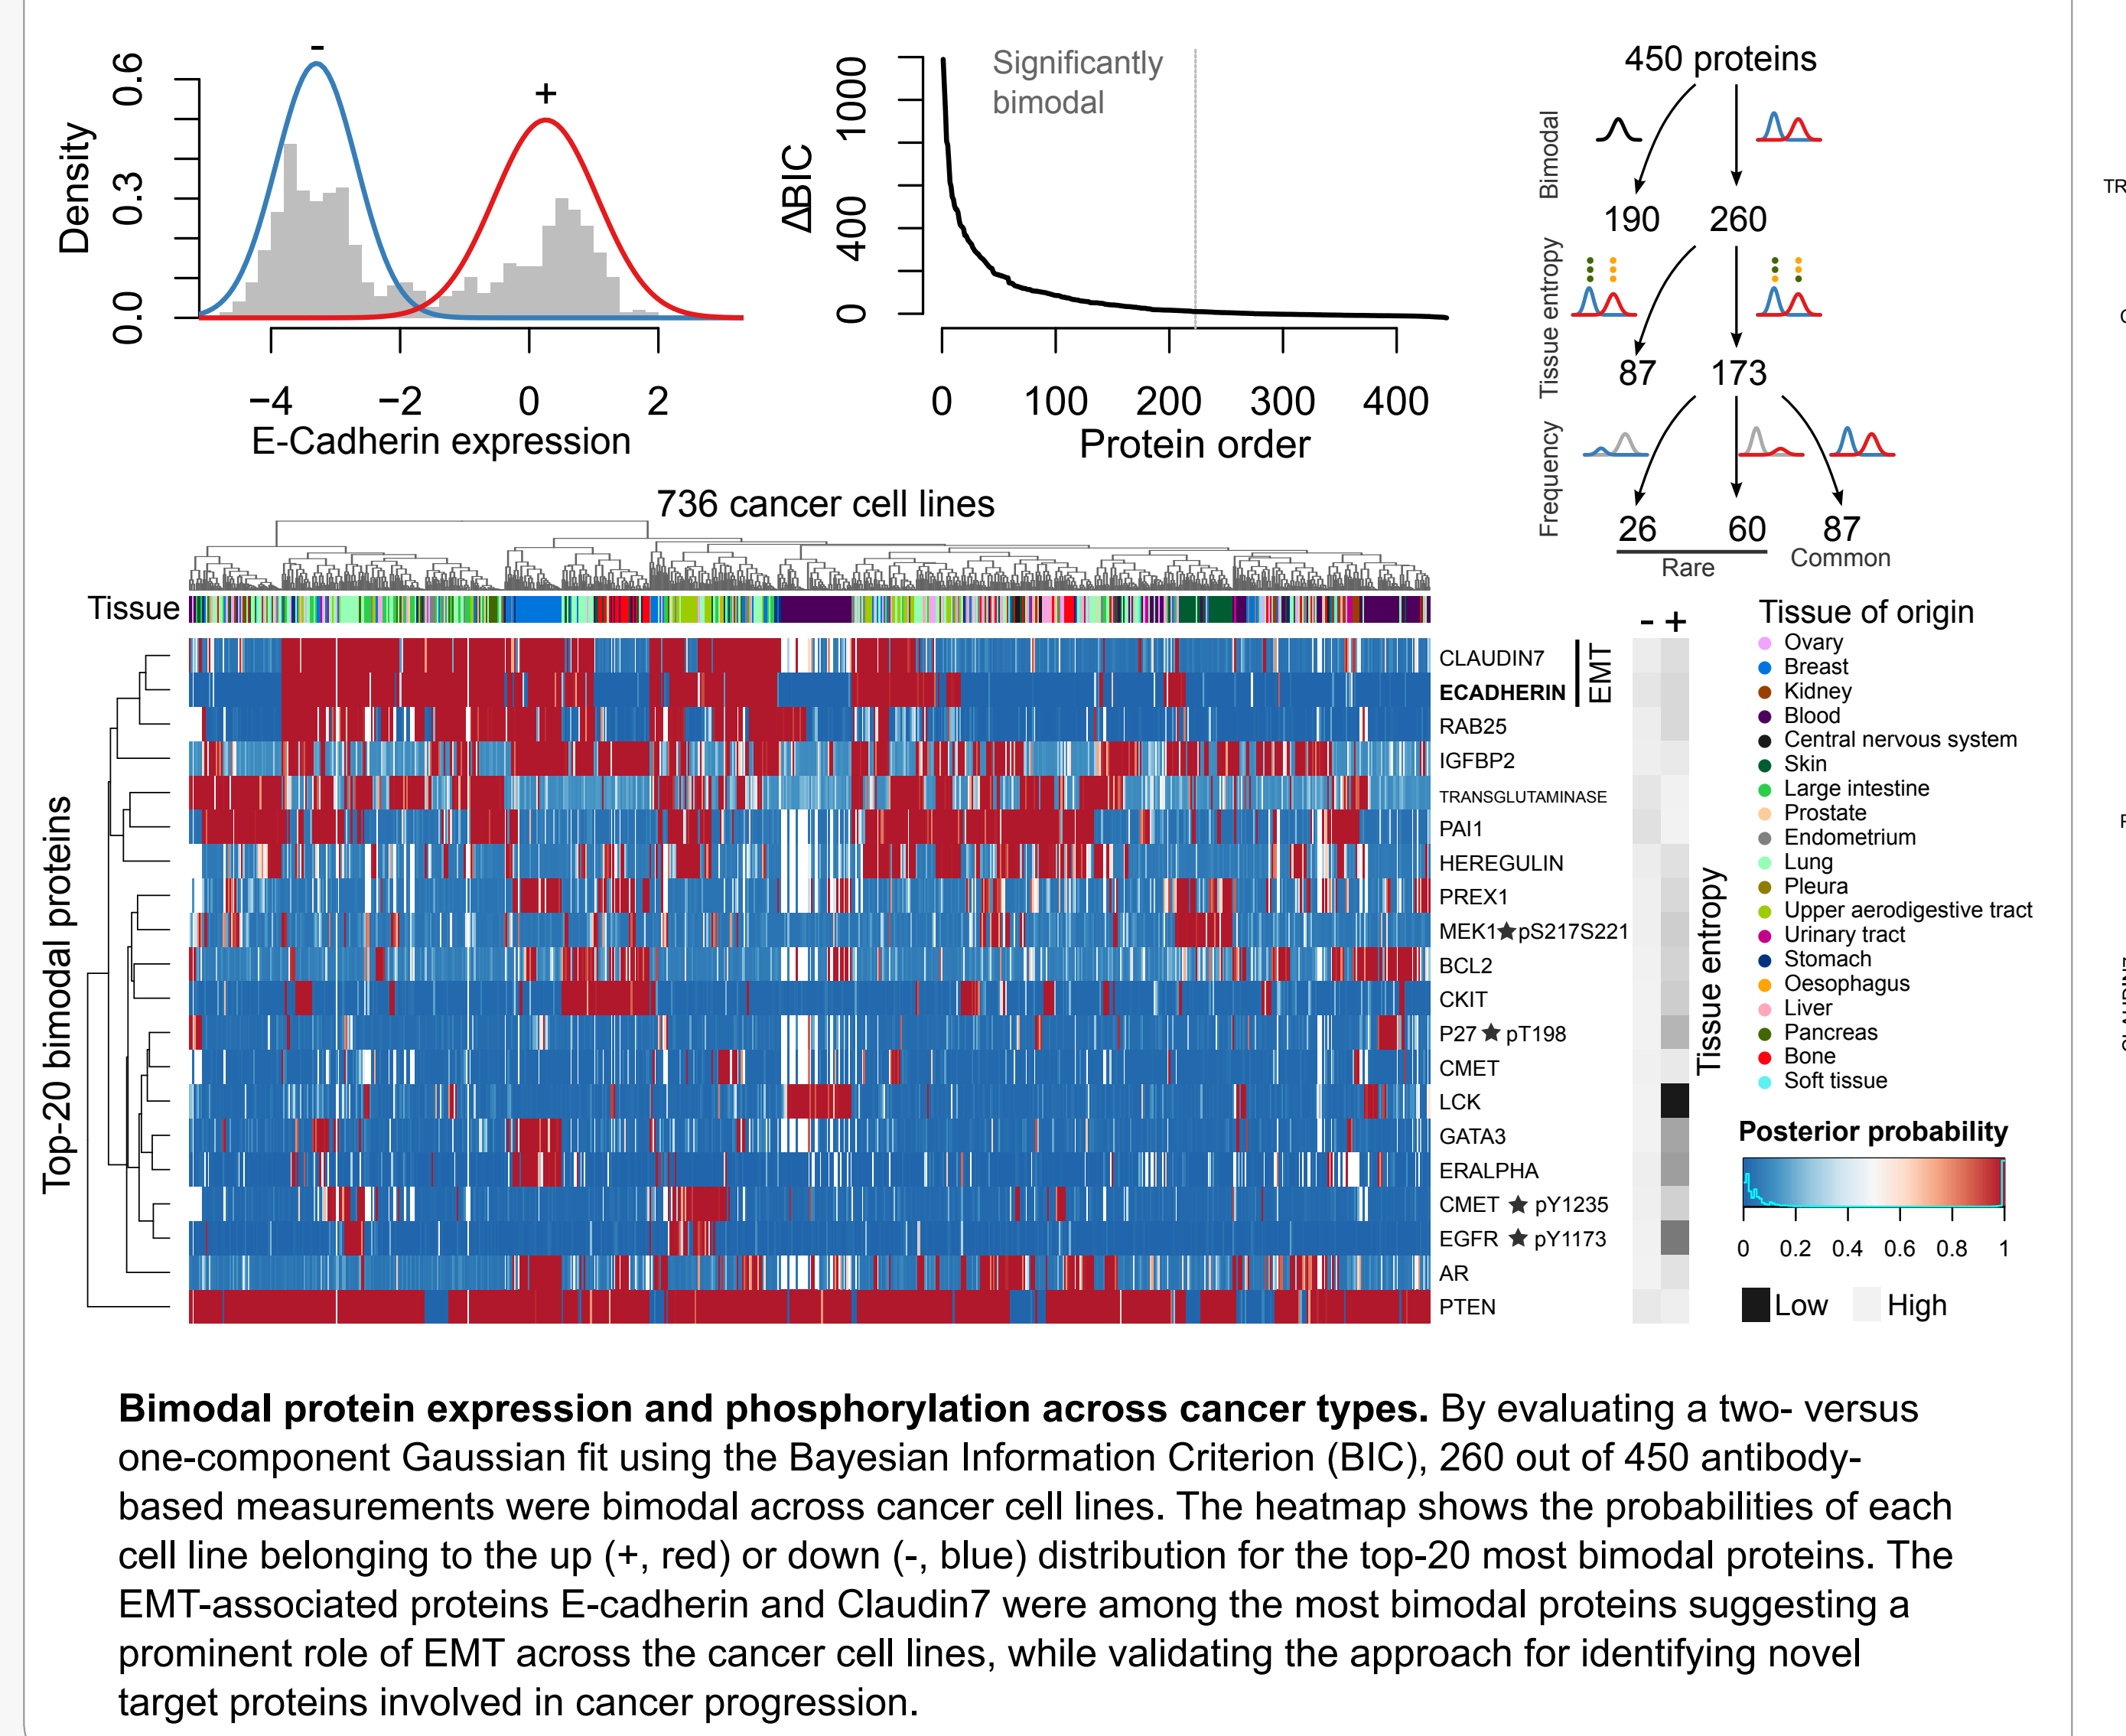 -
+
0.6
0.3
0.0
Density
−4 −2 0 2
E-Cadherin expression
Significantly
bimodal
1000
400
0
ΔBIC
0 100 200 300 400
Protein order
450 proteins
Bimodal
190 260
Tissue entropy
87 173
Frequency
26 60 87
Rare Common
736 cancer cell lines
Tissue
Top-20 bimodal proteins
CLAUDIN7
ECADHERIN
EMT
RAB25
IGFBP2
TRANSGLUTAMINASE
PAI1
HEREGULIN
PREX1
MEK1★pS217S221
BCL2
CKIT
P27 ★ pT198
CMET
LCK
GATA3
ERALPHA
CMET ★ pY1235
EGFR ★ pY1173
AR
PTEN
- +
Tissue entropy
Tissue of origin
Ovary
Breast
Kidney
Blood
Central nervous system
Skin
Large intestine
Prostate
Endometrium
Lung
Pleura
Upper aerodigestive tract
Urinary tract
Stomach
Oesophagus
Liver
Pancreas
Bone
Soft tissue
Posterior probability
0 0.2 0.4 0.6 0.8 1
Low High
Bimodal protein expression and phosphorylation across cancer types. By evaluating a two- versus
one-component Gaussian fit using the Bayesian Information Criterion (BIC), 260 out of 450 antibody-
based measurements were bimodal across cancer cell lines. The heatmap shows the probabilities of each
cell line belonging to the up (+, red) or down (-, blue) distribution for the top-20 most bimodal proteins. The
EMT-associated proteins E-cadherin and Claudin7 were among the most bimodal proteins suggesting a
prominent role of EMT across the cancer cell lines, while validating the approach for identifying novel
target proteins involved in cancer progression.
TR